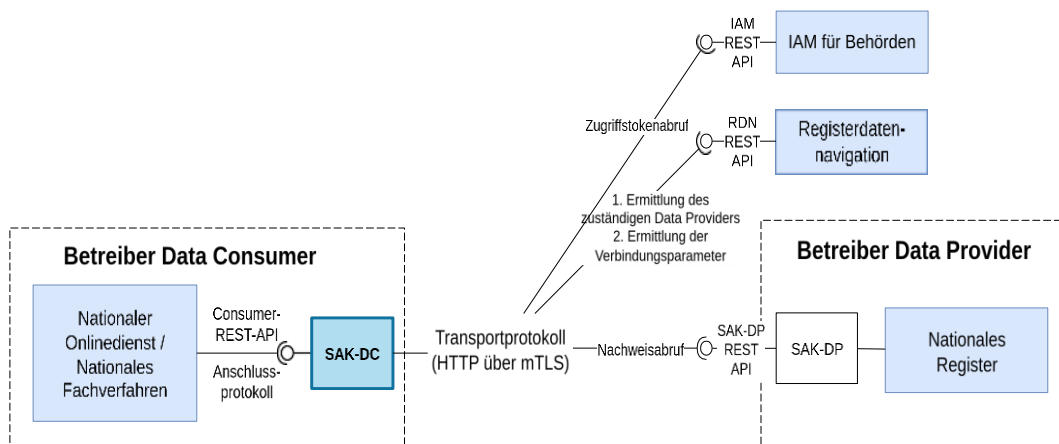 IAM
REST
API
IAM für Behörden
Zugriffstokenabruf
RDN
REST
API
Registerdaten-
navigation
1. Ermittlung des
zuständigen Data Providers
2. Ermittlung der
Verbindungsparameter
Betreiber Data Consumer
Nationaler
Onlinedienst /
Nationales
Fachverfahren
Consumer-
REST-API
Anschluss-
protokoll
SAK-DC
Transportprotokoll
(HTTP über mTLS)
Nachweisabruf
Betreiber Data Provider
SAK-DP
REST
API
SAK-DP
Nationales
Register